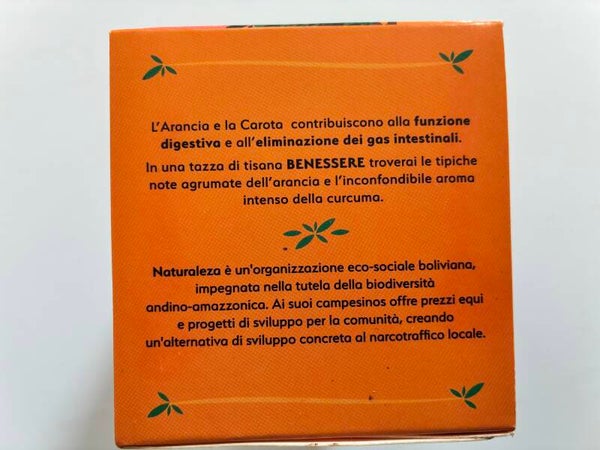 L'Arancia e la Carota contribuiscono alla funzione
digestiva e all'eliminazione dei gas intestinali.
In una tazza di tisana BENESSERE troverai le tipiche
note agrumate dell'arancia e l'inconfondibile aroma
intenso della curcuma.
Naturaleza è un'organizzazione eco-sociale boliviana,
impegnata nella tutela della biodiversità
andino-amazzonica. Ai suoi campesinos offre prezzi equi
e progetti di sviluppo per la comunità, creando
un'alternativa di sviluppo concreta al narcotraffico locale.